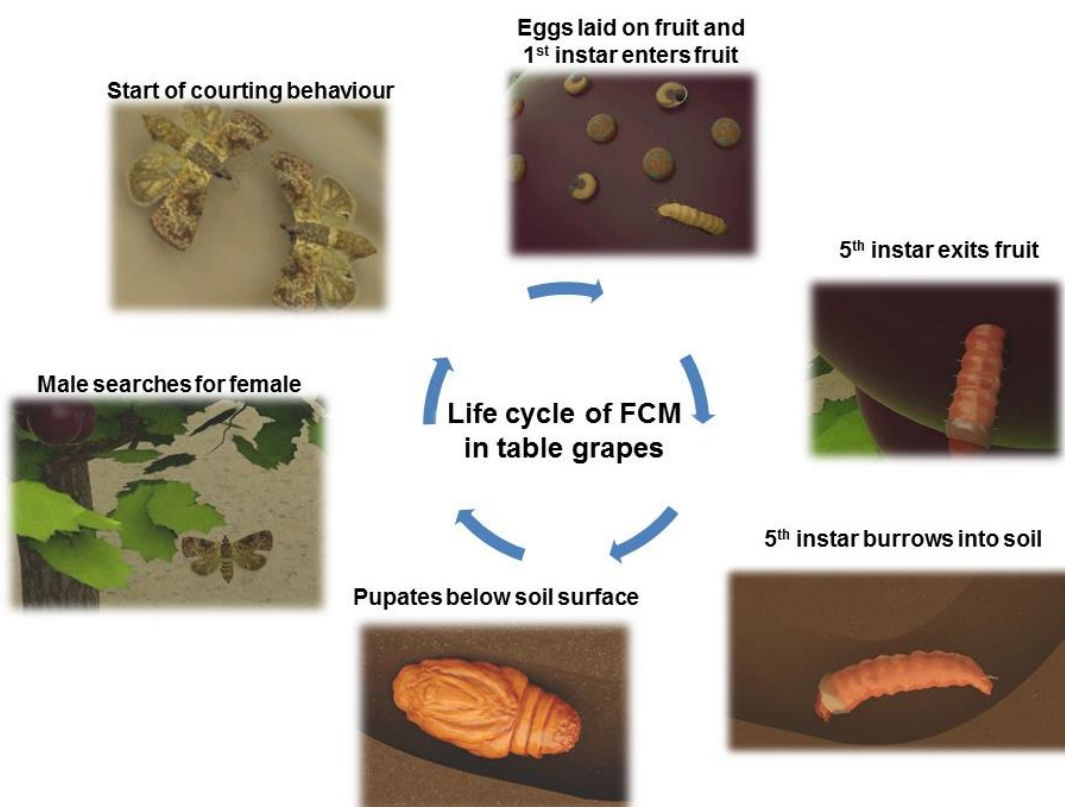 Eggs laid on fruit and
1st instar enters fruit
Start of courting behaviour
5th instar exits fruit
Male searches for female
Life cycle of FCM
in table grapes
5th instar burrows into soil
Pupates below soil surface